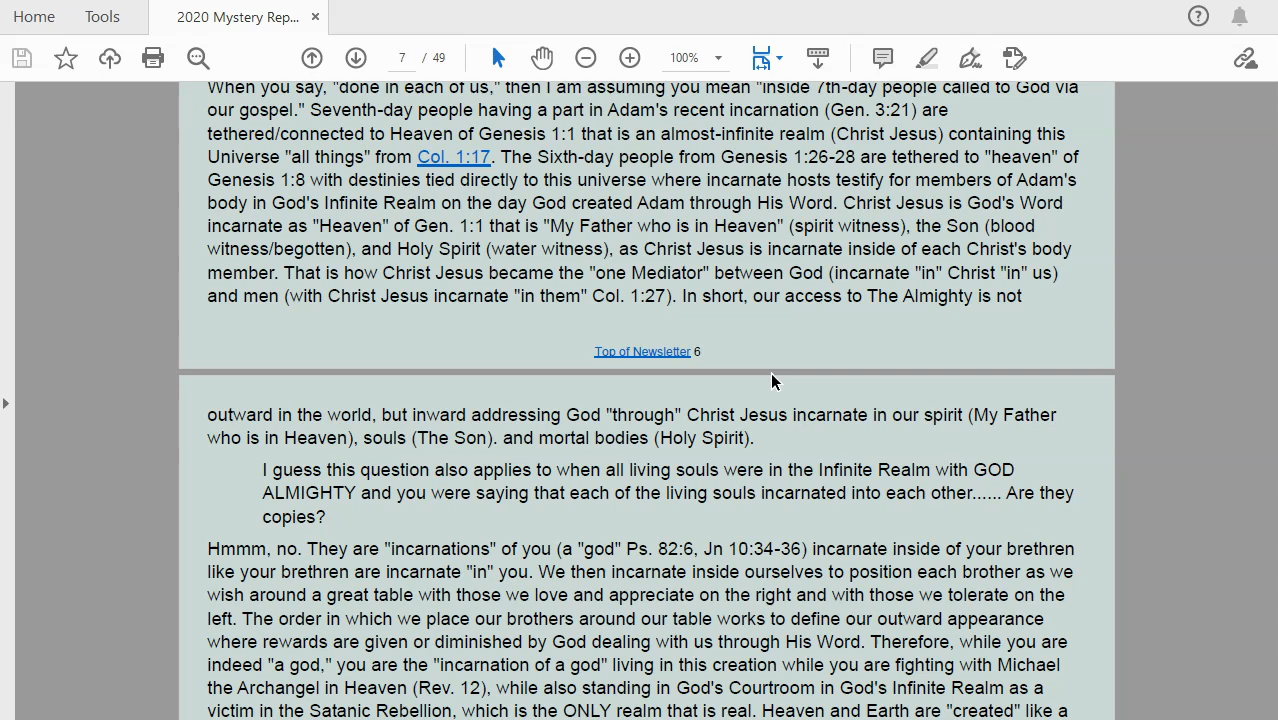 Home
Tools
2020 Mystery Rep...
7 / 49
100%
When you say, "done in each of us," then I am assuming you mean "inside 7th-day people called to God via
our gospel." Seventh-day people having a part in Adam's recent incarnation (Gen. 3:21) are
tethered/connected to Heaven of Genesis 1:1 that is an almost-infinite realm (Christ Jesus) containing this
Universe "all things" from Col. 1:17. The Sixth-day people from Genesis 1:26-28 are tethered to "heaven" of
Genesis 1:8 with destinies tied directly to this universe where incarnate hosts testify for members of Adam's
body in God's Infinite Realm on the day God created Adam through His Word. Christ Jesus is God's Word
incarnate as "Heaven" of Gen. 1:1 that is "My Father who is in Heaven" (spirit witness), the Son (blood
witness/begotten), and Holy Spirit (water witness), as Christ Jesus is incarnate inside of each Christ's body
member. That is how Christ Jesus became the "one Mediator" between God (incarnate "in" Christ "in" us)
and men (with Christ Jesus incarnate "in them" Col. 1:27). In short, our access to The Almighty is not
Top of Newsletter 6
outward in the world, but inward addressing God "through" Christ Jesus incarnate in our spirit (My Father
who is in Heaven), souls (The Son). and mortal bodies (Holy Spirit).
I guess this question also applies to when all living souls were in the Infinite Realm with GOD
ALMIGHTY and you were saying that each of the living souls incarnated into each other...... Are they
copies?
Hmmm, no. They are "incarnations" of you (a "god" Ps. 82:6, Jn 10:34-36) incarnate inside of your brethren
like your brethren are incarnate "in" you. We then incarnate inside ourselves to position each brother as we
wish around a great table with those we love and appreciate on the right and with those we tolerate on the
left. The order in which we place our brothers around our table works to define our outward appearance
where rewards are given or diminished by God dealing with us through His Word. Therefore, while you are
indeed "a god," you are the "incarnation of a god" living in this creation while you are fighting with Michael
the Archangel in Heaven (Rev. 12), while also standing in God's Courtroom in God's Infinite Realm as a
victim in the Satanic Rebellion, which is the ONLY realm that is real. Heaven and Earth are "created" like a